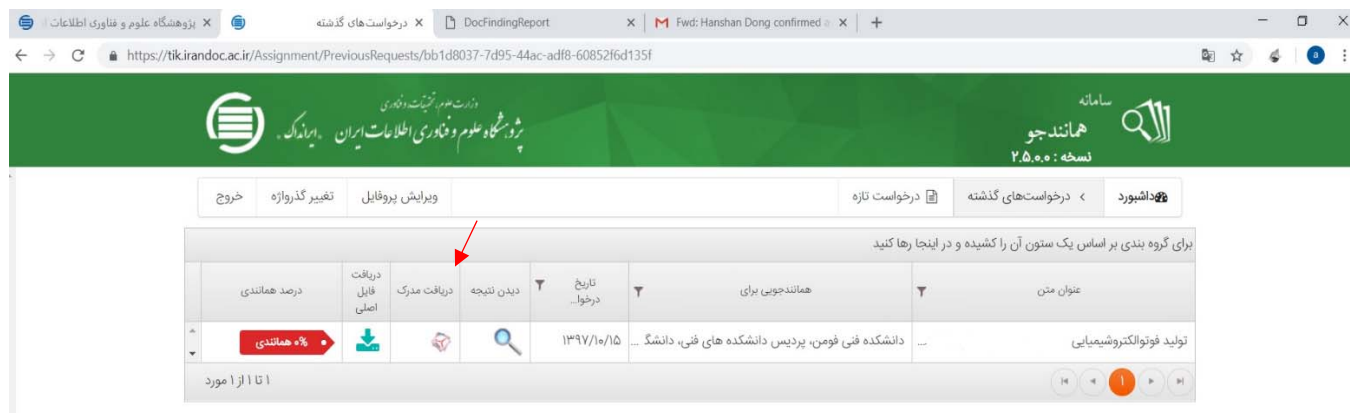 پژوهشگاه علوم و فناوری اطلاعات
درخواست‌های گذشته
DocFindingReport
Fwd: Hanshan Dong confirmed
https://tik.irandoc.ac.ir/Assignment/PreviousRequests/bb1d8037-7d95-44ac-adf8-60852f6d135f
a
سامانه
همانندجو
نسخه : ۲.۵.۰.۰
وزارت علوم، تحقیقات و فناوری
پژوهشگاه علوم و فناوری اطلاعات ایران «ایرانداک»
داشبورد
› درخواست‌های گذشته
درخواست تازه
ویرایش پروفایل
تغییر گذرواژه
خروج
برای گروه بندی بر اساس یک ستون آن را کشیده و در اینجا رها کنید
عنوان متن
همانندجویی برای
تاریخ
درخوا...
دیدن نتیجه
دریافت مدرک
دریافت
فایل
اصلی
درصد همانندی
تولید فوتوالکتروشیمیایی ...
دانشکده فنی فومن، پردیس دانشکده های فنی، دانشگ ...
۱۳۹۷/۱۰/۱۵
۰% همانندی
۱
۱ تا ۱ از ۱ مورد